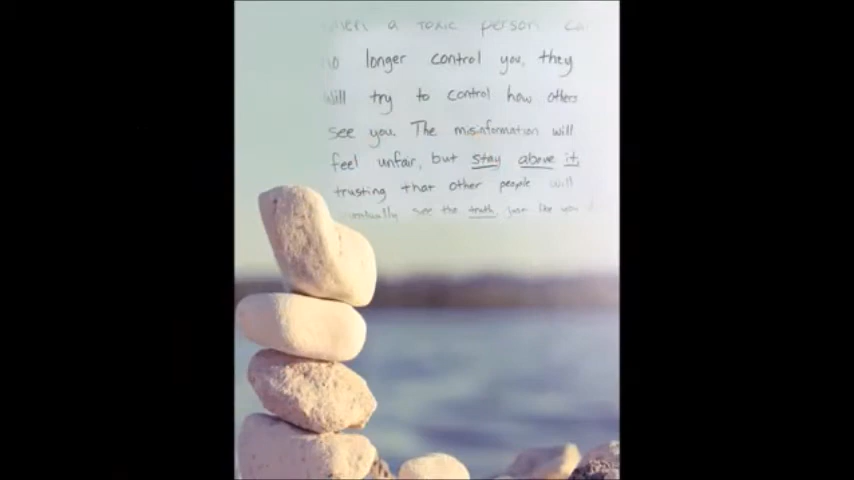 a toxic person
longer control you, they
will try to control how others
see you. The misinformation will
feel unfair, but stay above it,
trusting that other people will
see the truth, just like you